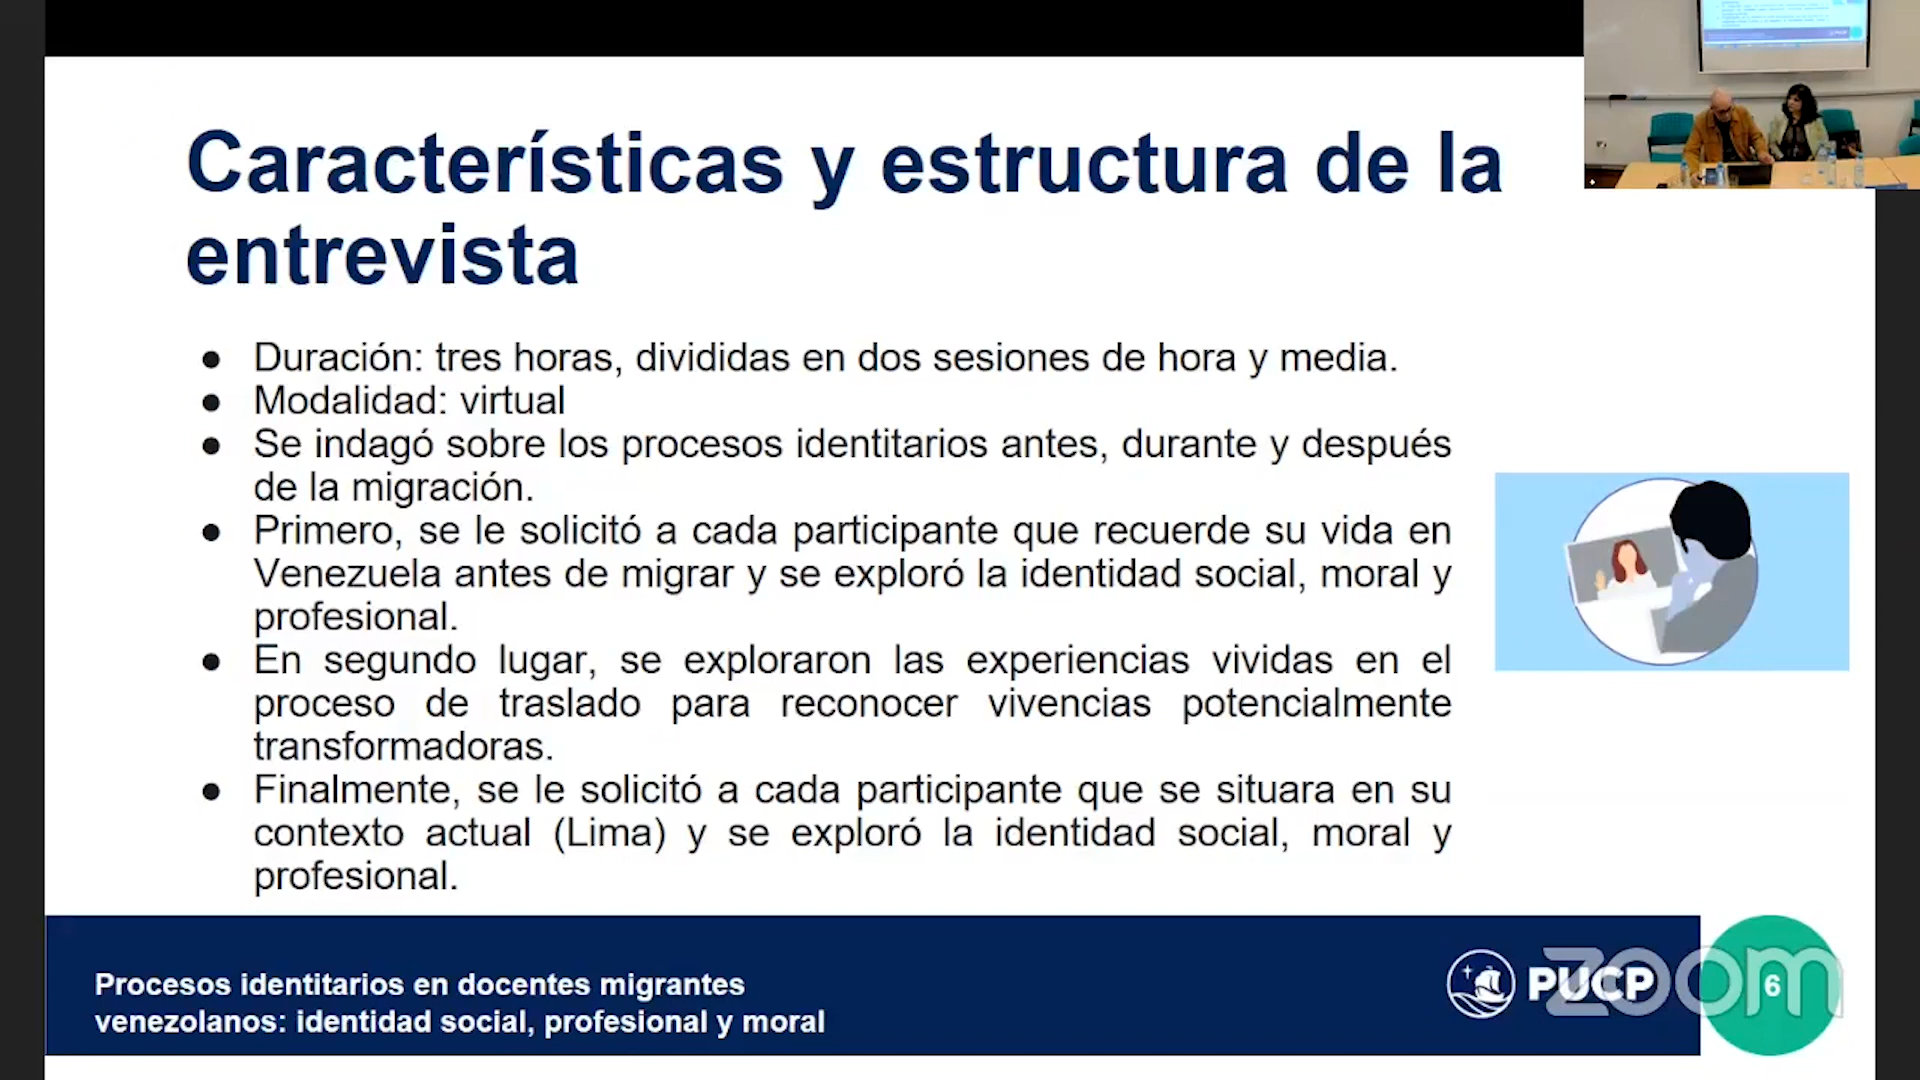 Características y estructura de la
entrevista
● Duración: tres horas, divididas en dos sesiones de hora y media.
● Modalidad: virtual
● Se indagó sobre los procesos identitarios antes, durante y después
de la migración.
● Primero, se le solicitó a cada participante que recuerde su vida en
Venezuela antes de migrar y se exploró la identidad social, moral y
profesional.
● En segundo lugar, se exploraron las experiencias vividas en el
proceso de traslado para reconocer vivencias potencialmente
transformadoras.
● Finalmente, se le solicitó a cada participante que se situara en su
contexto actual (Lima) y se exploró la identidad social, moral y
profesional.
Procesos identitarios en docentes migrantes
venezolanos: identidad social, profesional y moral
PUCP
zoom
6